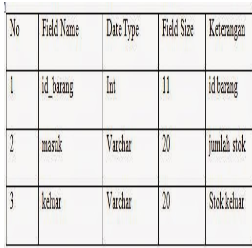 No Field Name Date Type Field Size Keterangan
1 id_barang Int 11 id barang
2 masuk Varchar 20 jumlah stok
3 keluar Varchar 20 Stok keluar